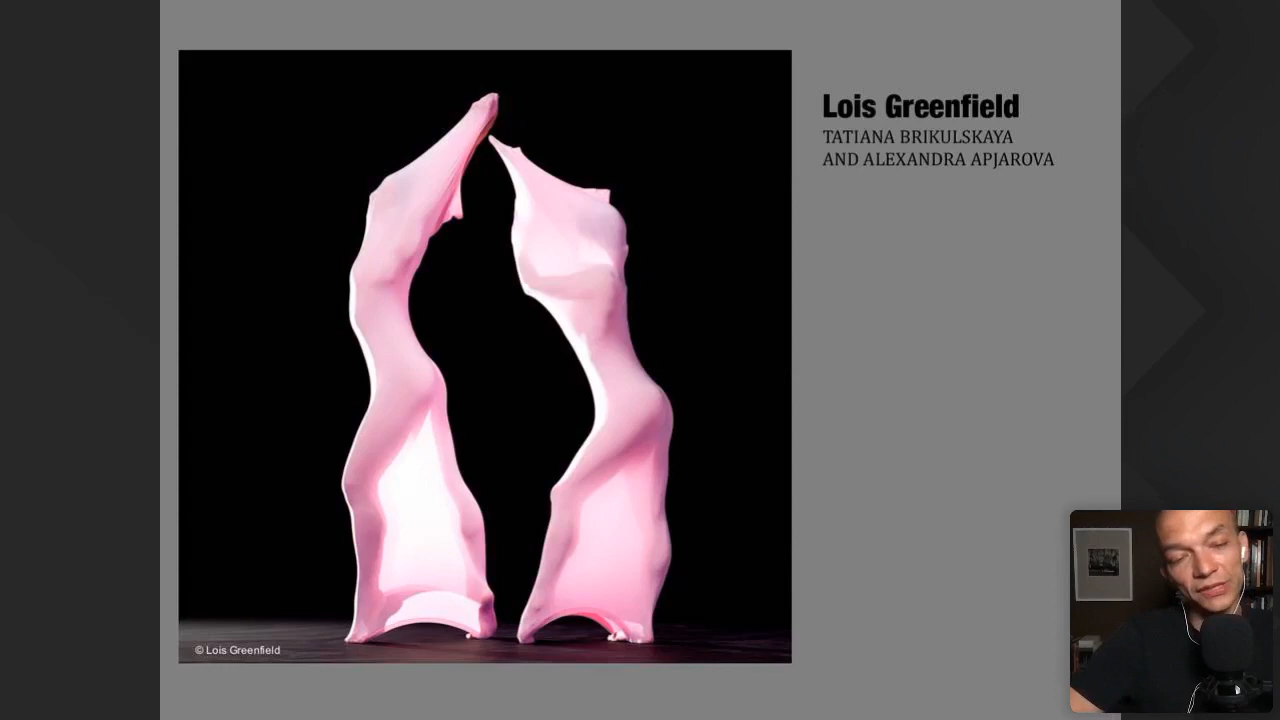 Lois Greenfield
TATIANA BRIKULSKAYA
AND ALEXANDRA APJAROVA
© Lois Greenfield